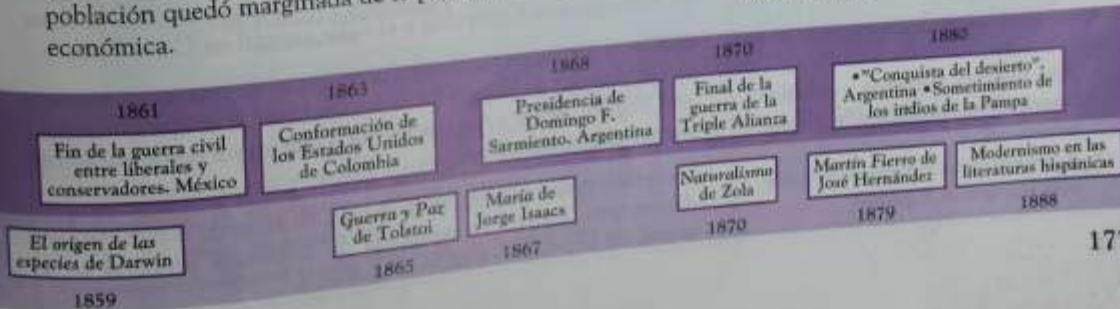 población quedó marginada de
económica.
1861
Fin de la guerra civil
entre liberales y
conservadores. México
1863
Conformación de
los Estados Unidos
de Colombia
1868
Presidencia de
Domingo F.
Sarmiento. Argentina
1870
Final de la
guerra de la
Triple Alianza
1880
• "Conquista del desierto".
Argentina • Sometimiento de
los indios de la Pampa
El origen de las
especies de Darwin
1859
Guerra y Paz
de Tolstoi
1865
María de
Jorge Isaacs
1867
Naturalismo
de Zola
1870
Martín Fierro de
José Hernández
1879
Modernismo en las
literaturas hispánicas
1888
17